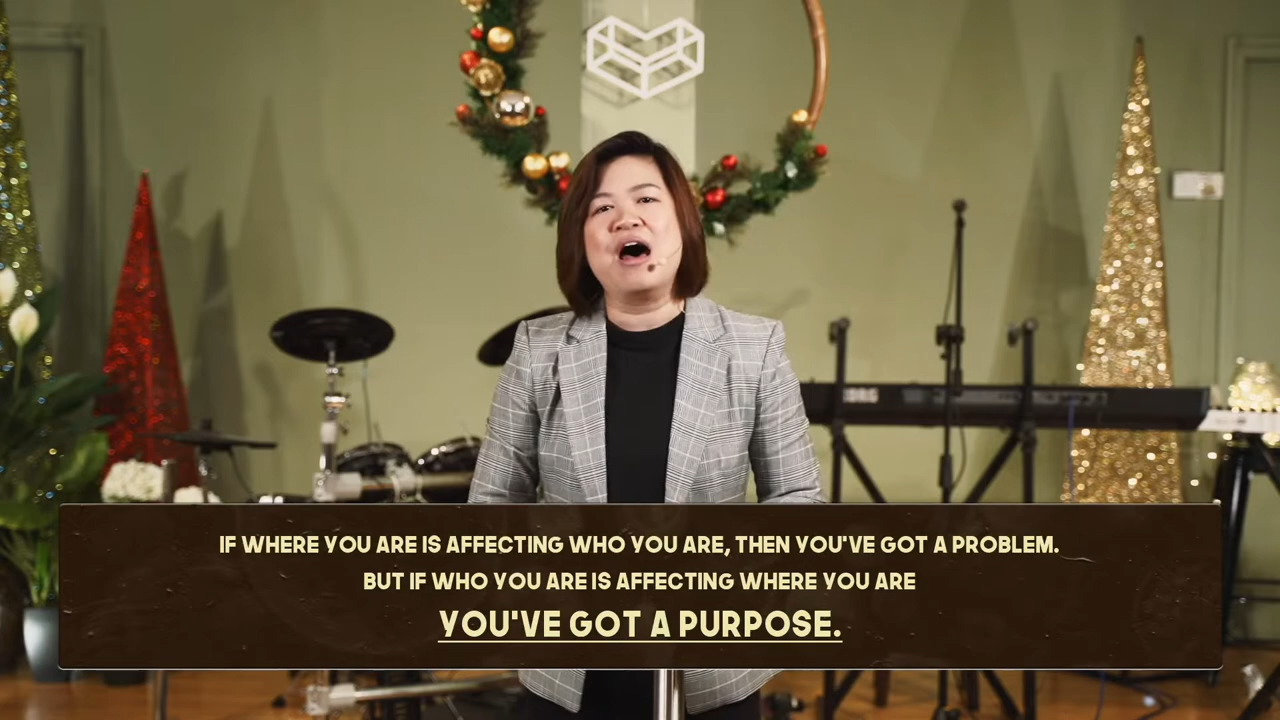 KORG
IF WHERE YOU ARE IS AFFECTING WHO YOU ARE, THEN YOU'VE GOT A PROBLEM.
BUT IF WHO YOU ARE IS AFFECTING WHERE YOU ARE
YOU'VE GOT A PURPOSE.